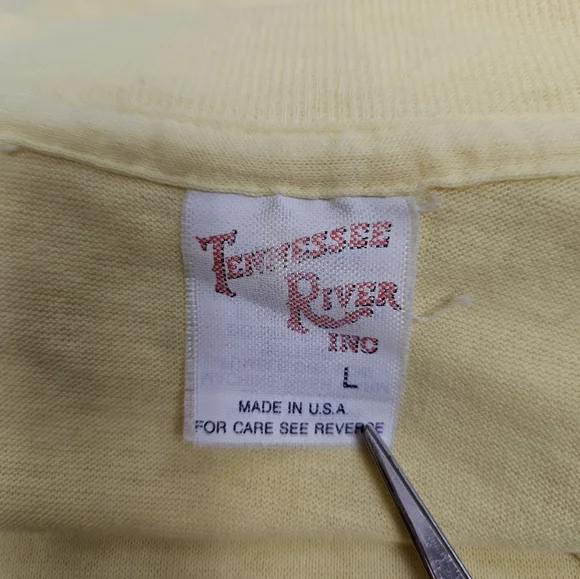 TENNESSEE
RIVER
INC
L
MADE IN U.S.A.
FOR CARE SEE REVERSE